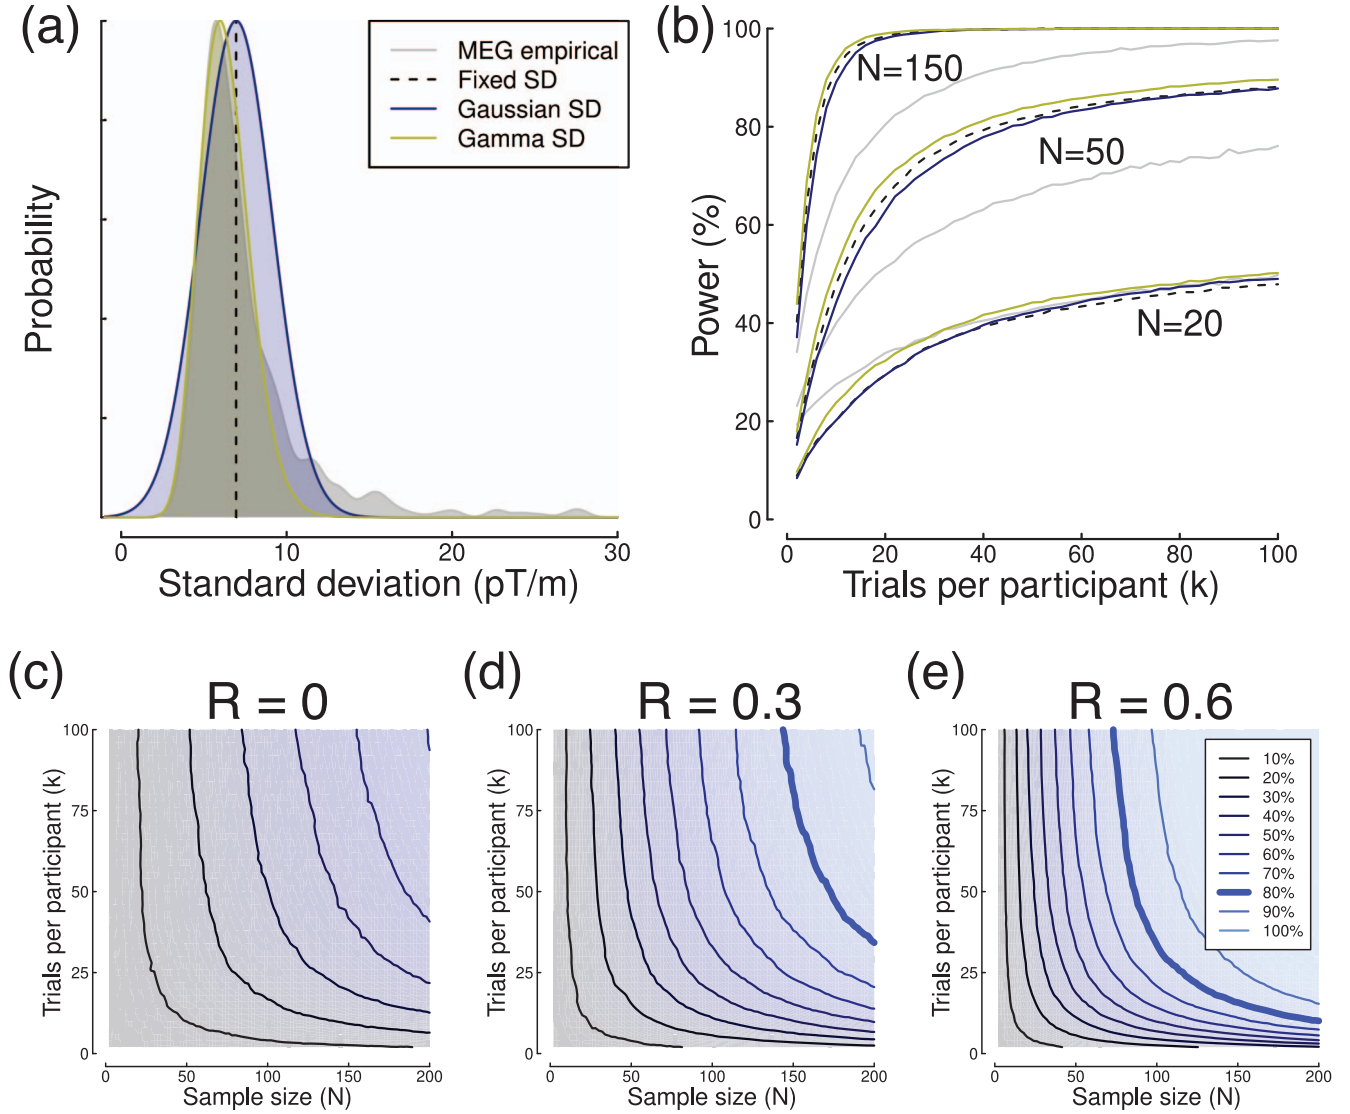 (a)
MEG empirical
Fixed SD
Gaussian SD
Gamma SD
Probability
0
10
20
30
Standard deviation (pT/m)
(b)
100
80
60
40
20
0
Power (%)
N=150
N=50
N=20
0
20
40
60
80
100
Trials per participant (k)
(c)
R = 0
100
75
50
25
0
Trials per participant (k)
0
50
100
150
200
Sample size (N)
(d)
R = 0.3
100
75
50
25
0
Trials per participant (k)
0
50
100
150
200
Sample size (N)
(e)
R = 0.6
100
75
50
25
0
Trials per participant (k)
10%
20%
30%
40%
50%
60%
70%
80%
90%
100%
0
50
100
150
200
Sample size (N)